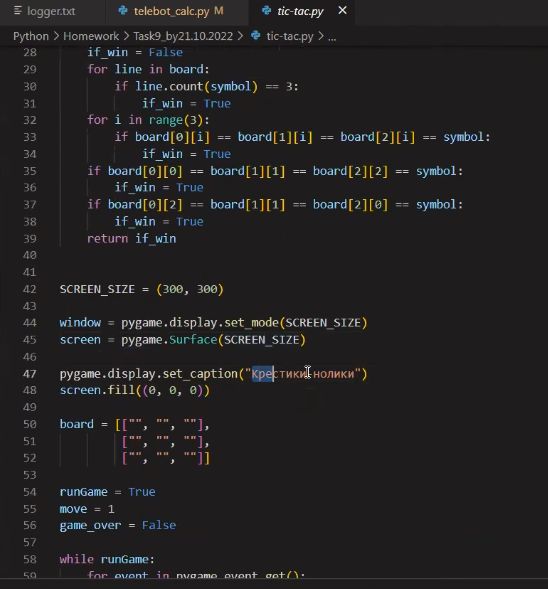 logger.txt telebot_calc.py M tic-tac.py
Python > Homework > Task9_by21.10.2022 > tic-tac.py > ...
28 if_win = False
29 for line in board:
30 if line.count(symbol) == 3:
31 if_win = True
32 for i in range(3):
33 if board[0][i] == board[1][i] == board[2][i] == symbol:
34 if_win = True
35 if board[0][0] == board[1][1] == board[2][2] == symbol:
36 if_win = True
37 if board[0][2] == board[1][1] == board[2][0] == symbol:
38 if_win = True
39 return if_win
40
41
42 SCREEN_SIZE = (300, 300)
43
44 window = pygame.display.set_mode(SCREEN_SIZE)
45 screen = pygame.Surface(SCREEN_SIZE)
46
47 pygame.display.set_caption("Крестики-нолики")
48 screen.fill((0, 0, 0))
49
50 board = [["", "", ""],
51 ["", "", ""],
52 ["", "", ""]]
53
54 runGame = True
55 move = 1
56 game_over = False
57
58 while runGame:
59 for event in pygame.event.get():